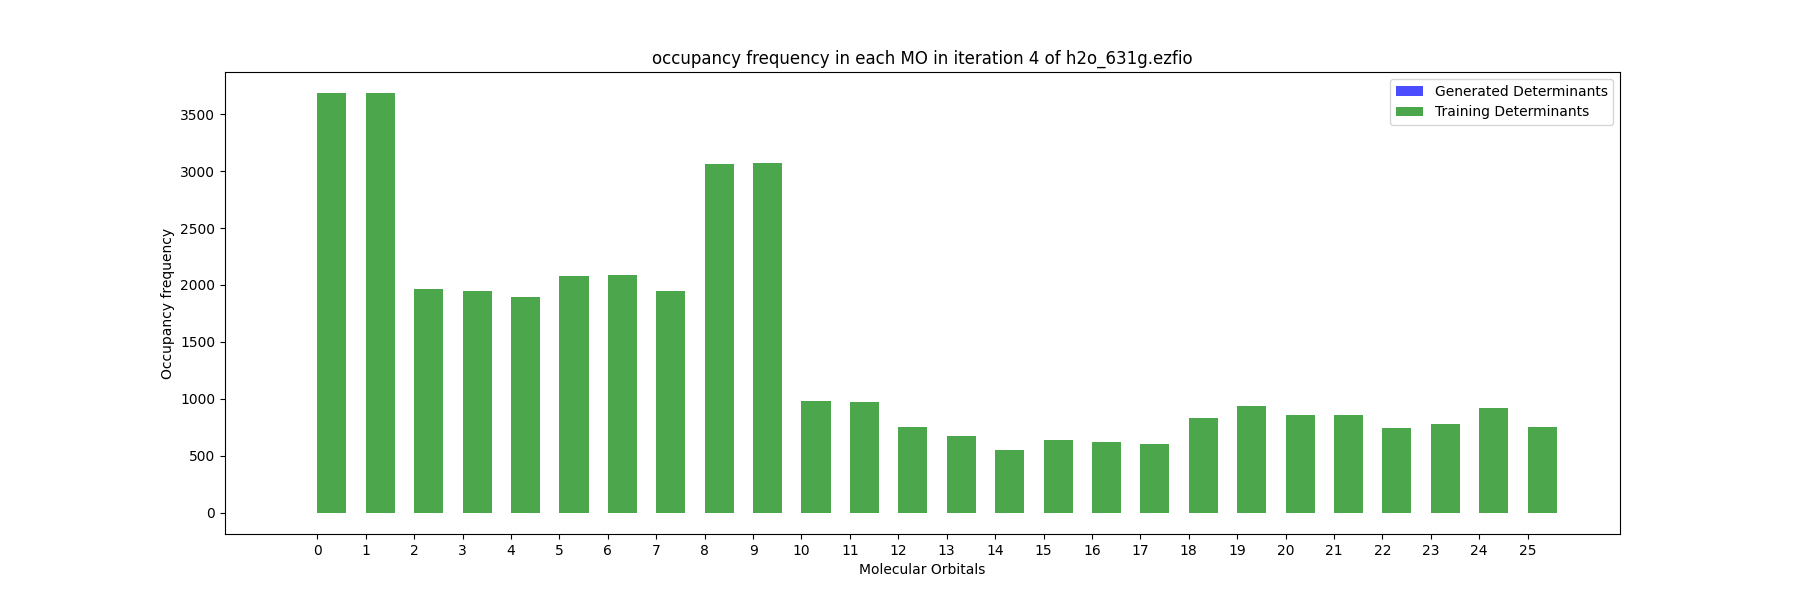 occupancy frequency in each MO in iteration 4 of h2o_631g.ezfio
Generated Determinants
Training Determinants
3500
3000
2500
2000
1500
1000
500
0
Occupancy frequency
0 1 2 3 4 5 6 7 8 9 10 11 12 13 14 15 16 17 18 19 20 21 22 23 24 25
Molecular Orbitals